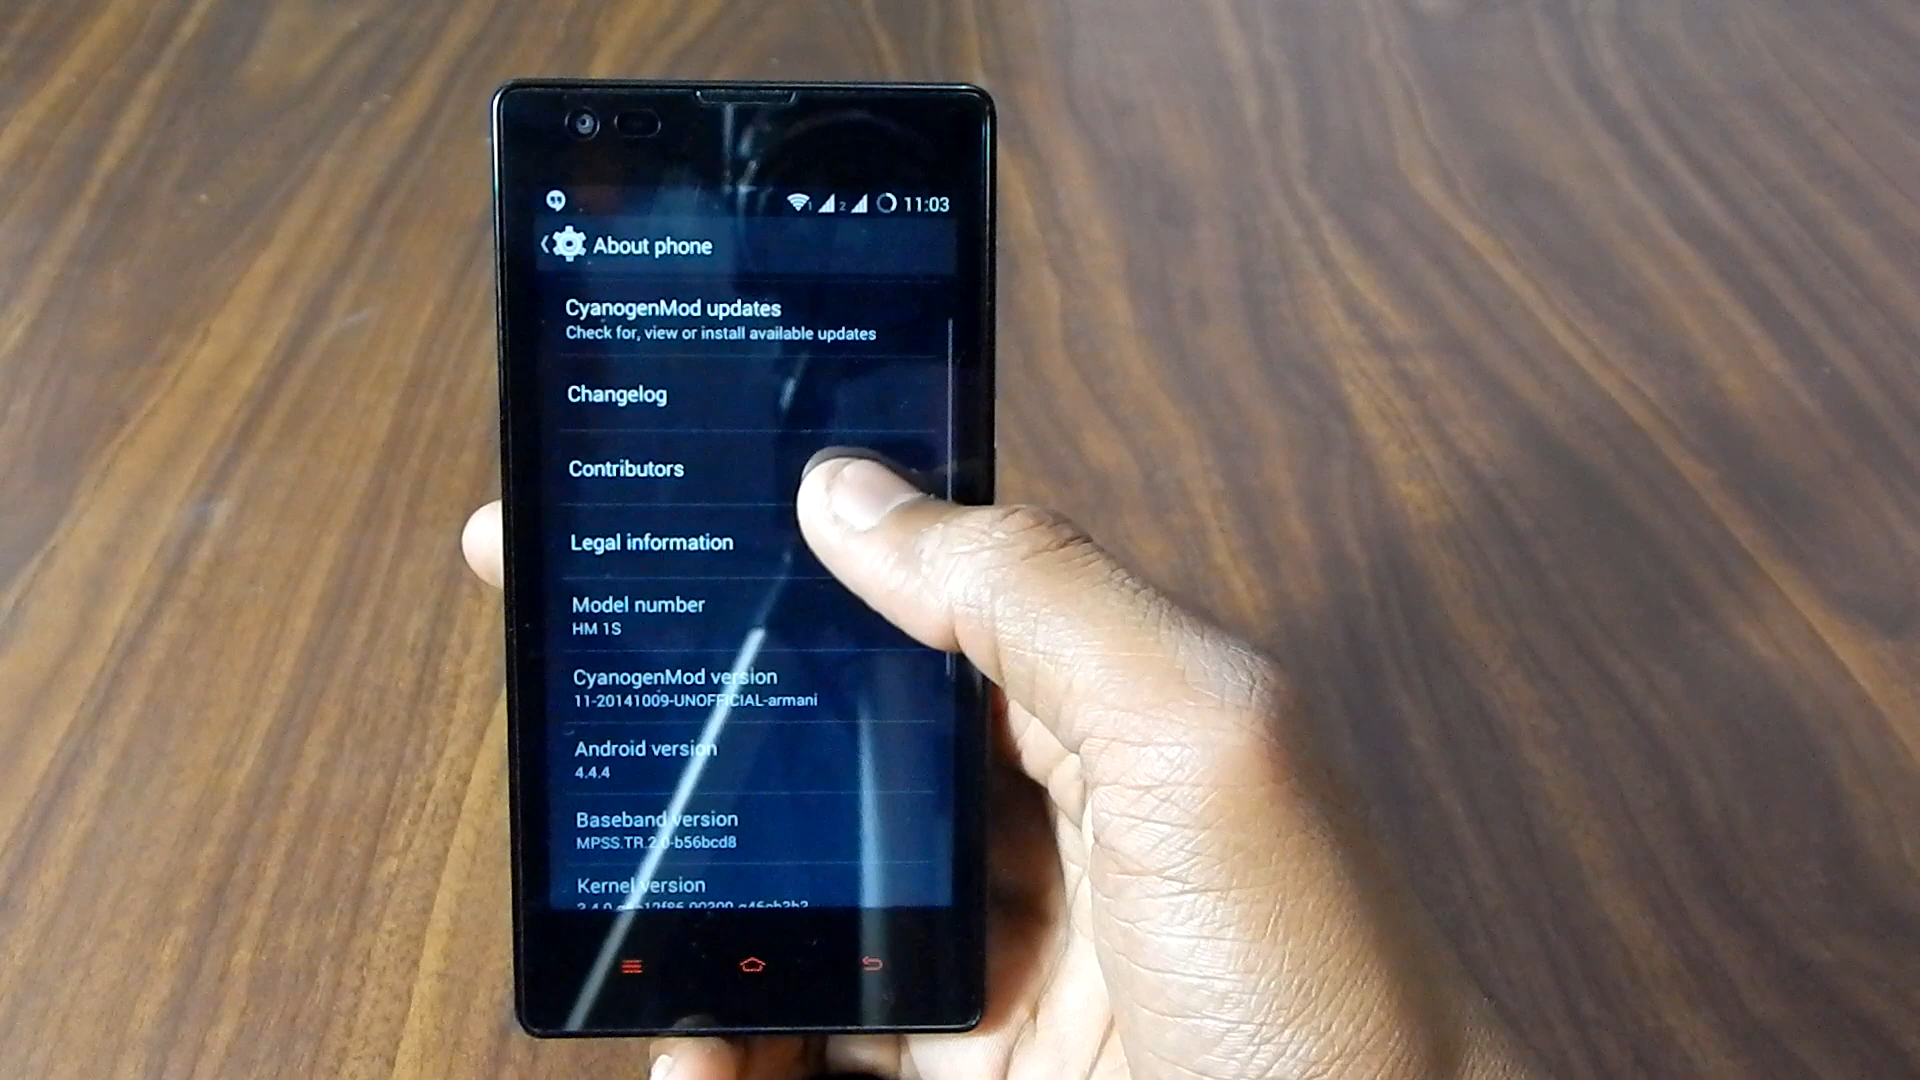 1 2 11:03
About phone
CyanogenMod updates
Check for, view or install available updates
Changelog
Contributors
Legal information
Model number
HM 1S
CyanogenMod version
11-20141009-UNOFFICIAL-armani
Android version
4.4.4
Baseband version
MPSS.TR.2.0-b56bcd8
Kernel version